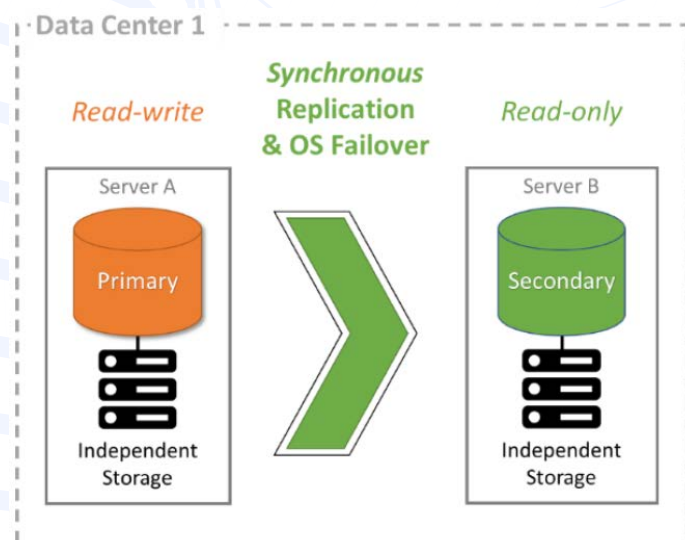 Data Center 1
Synchronous
Replication
& OS Failover
Read-write
Read-only
Server A
Primary
Independent
Storage
Server B
Secondary
Independent
Storage